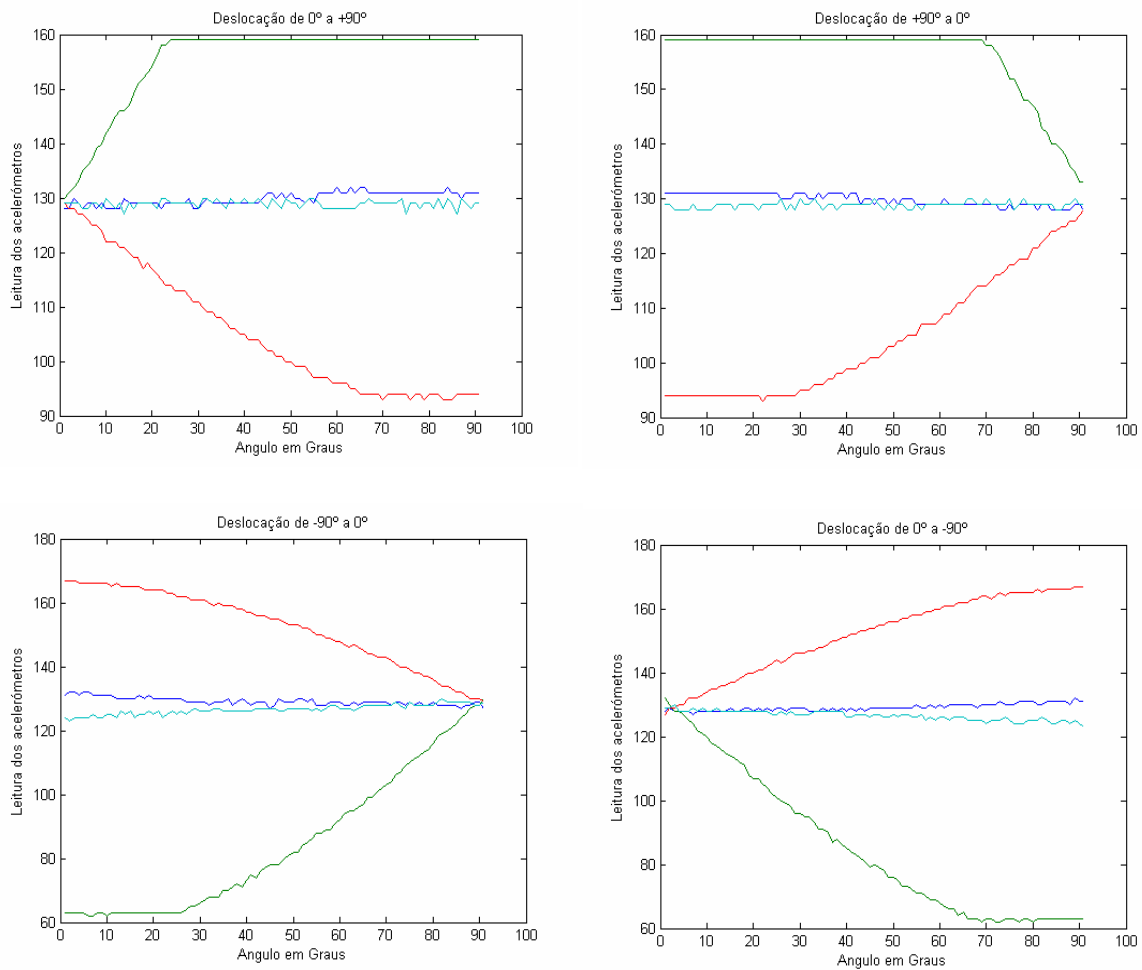 Deslocação de 0º a +90º
160
150
140
130
120
110
100
90
0 10 20 30 40 50 60 70 80 90 100
Leitura dos acelerómetros
Angulo em Graus
Deslocação de +90º a 0º
160
150
140
130
120
110
100
90
0 10 20 30 40 50 60 70 80 90 100
Leitura dos acelerómetros
Angulo em Graus
Deslocação de -90º a 0º
180
160
140
120
100
80
60
0 10 20 30 40 50 60 70 80 90 100
Leitura dos acelerómetros
Angulo em Graus
Deslocação de 0º a -90º
180
160
140
120
100
80
60
0 10 20 30 40 50 60 70 80 90 100
Leitura dos acelerómetros
Angulo em Graus